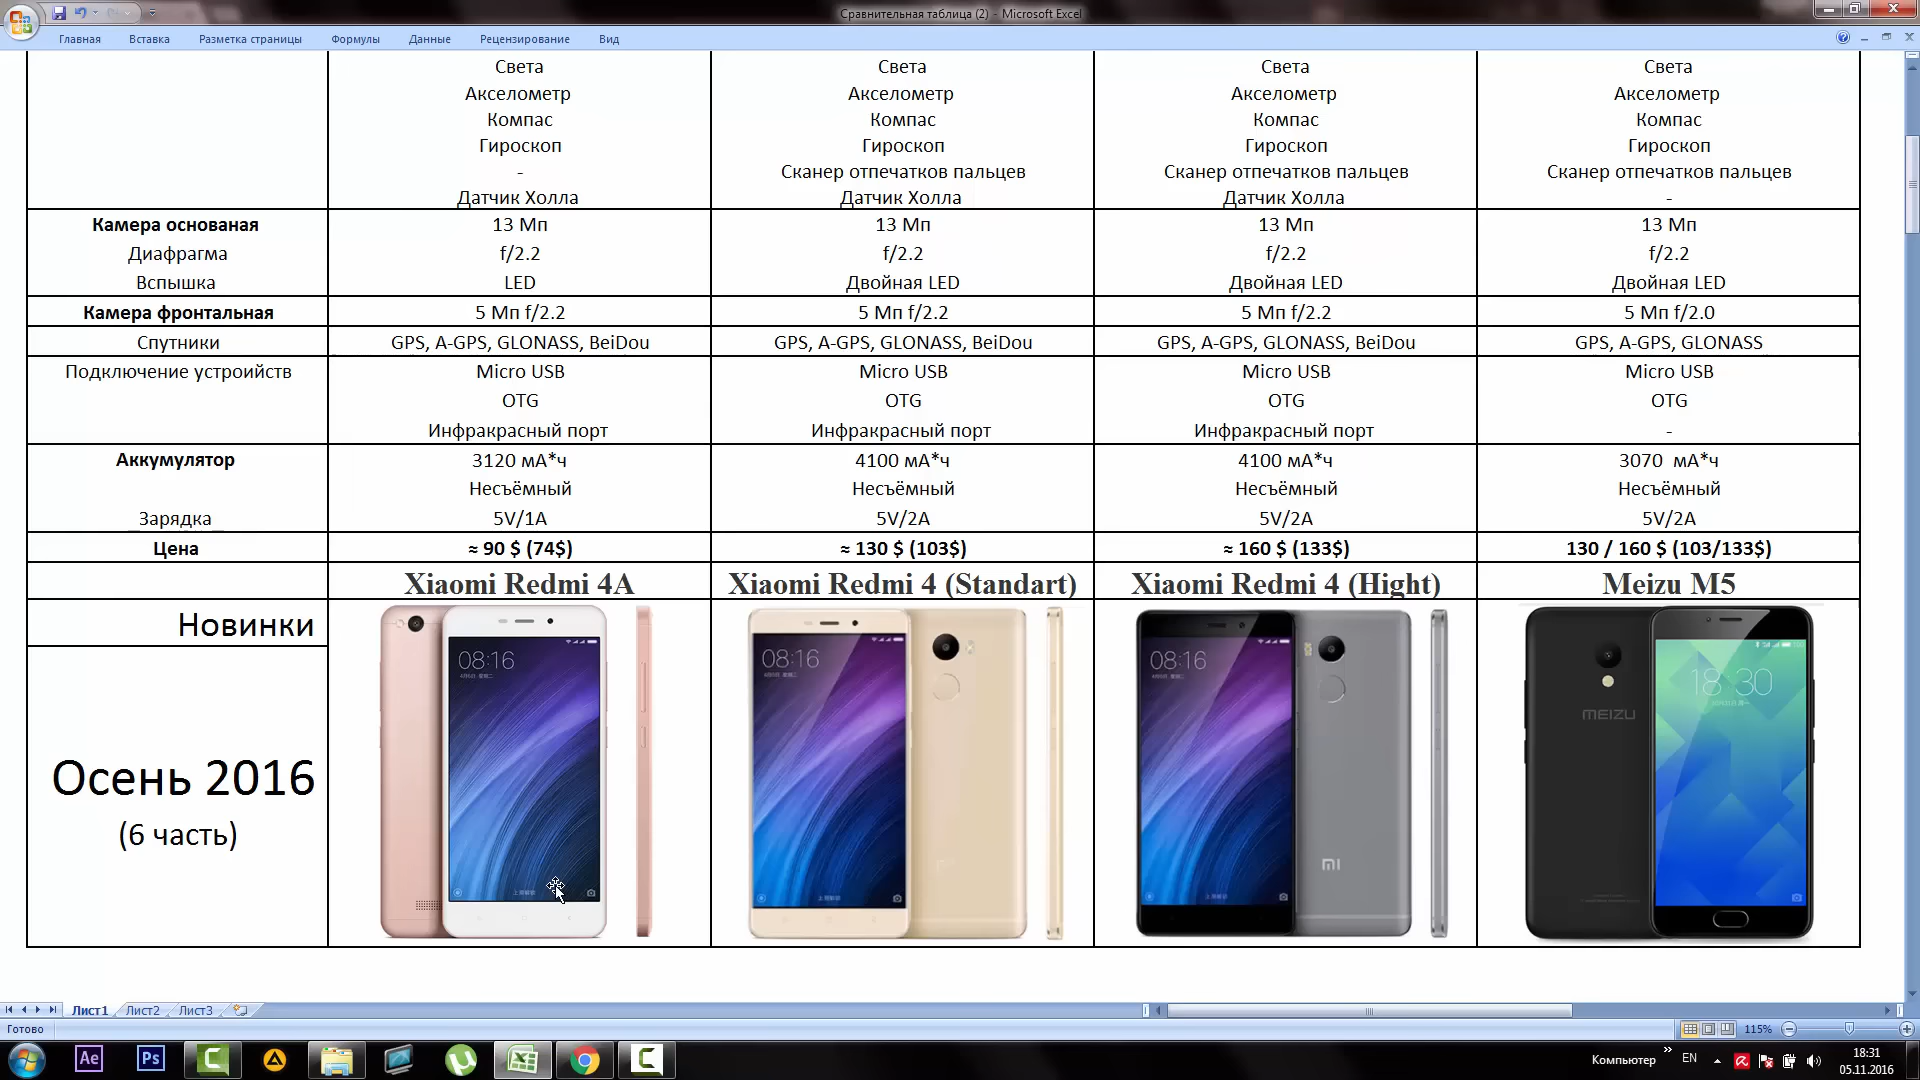 Сравнительная таблица (2) - Microsoft Excel
Главная Вставка Разметка страницы Формулы Данные Рецензирование Вид
Света Света Света Света
Акселометр Акселометр Акселометр Акселометр
Компас Компас Компас Компас
Гироскоп Гироскоп Гироскоп Гироскоп
- Сканер отпечатков пальцев Сканер отпечатков пальцев Сканер отпечатков пальцев
Датчик Холла Датчик Холла Датчик Холла -
Камера основаная 13 Мп 13 Мп 13 Мп 13 Мп
Диафрагма f/2.2 f/2.2 f/2.2 f/2.2
Вспышка LED Двойная LED Двойная LED Двойная LED
Камера фронтальная 5 Мп f/2.2 5 Мп f/2.2 5 Мп f/2.2 5 Мп f/2.0
Спутники GPS, A-GPS, GLONASS, BeiDou GPS, A-GPS, GLONASS, BeiDou GPS, A-GPS, GLONASS, BeiDou GPS, A-GPS, GLONASS
Подключение устроийств Micro USB Micro USB Micro USB Micro USB
OTG OTG OTG OTG
Инфракрасный порт Инфракрасный порт Инфракрасный порт -
Аккумулятор 3120 мА*ч 4100 мА*ч 4100 мА*ч 3070 мА*ч
Несъёмный Несъёмный Несъёмный Несъёмный
Зарядка 5V/1A 5V/2A 5V/2A 5V/2A
Цена ≈ 90 $ (74$) ≈ 130 $ (103$) ≈ 160 $ (133$) 130 / 160 $ (103/133$)
Xiaomi Redmi 4A Xiaomi Redmi 4 (Standart) Xiaomi Redmi 4 (Hight) Meizu M5
Новинки
08:16 08:16 08:16 18:30
MEIZU
Осень 2016
(6 часть)
mi
Лист1 Лист2 Лист3
Готово 115%
Ae Ps Компьютер » EN 18:31
05.11.2016